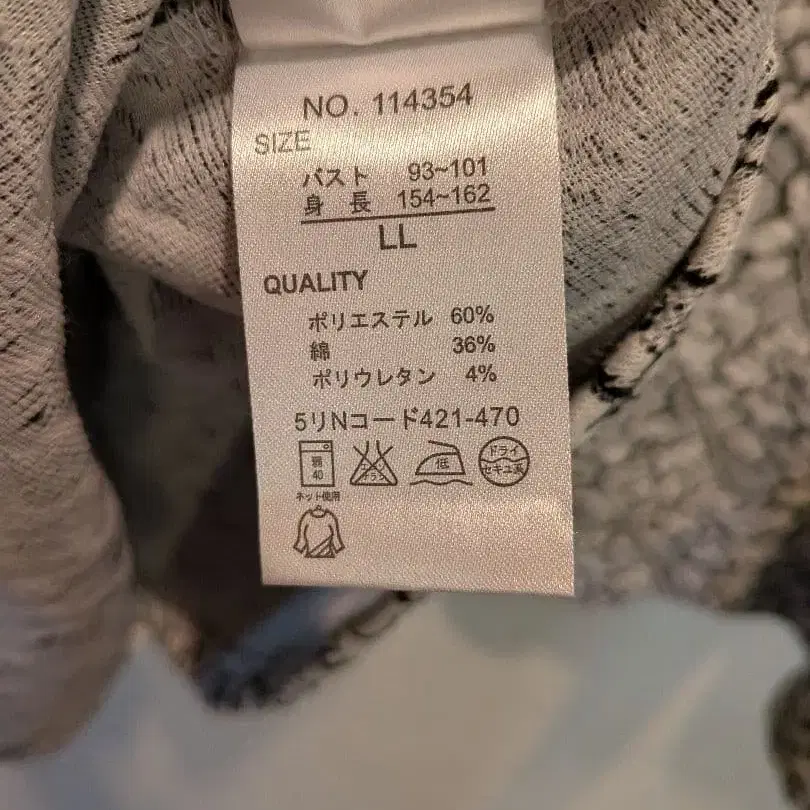 NO. 114354
SIZE
バスト 93~101
身 長 154~162
LL
QUALITY
ポリエステル 60%
綿 36%
ポリウレタン 4%
5リNコード421-470
弱 40
低
ドライ
セキユ系
ネット使用